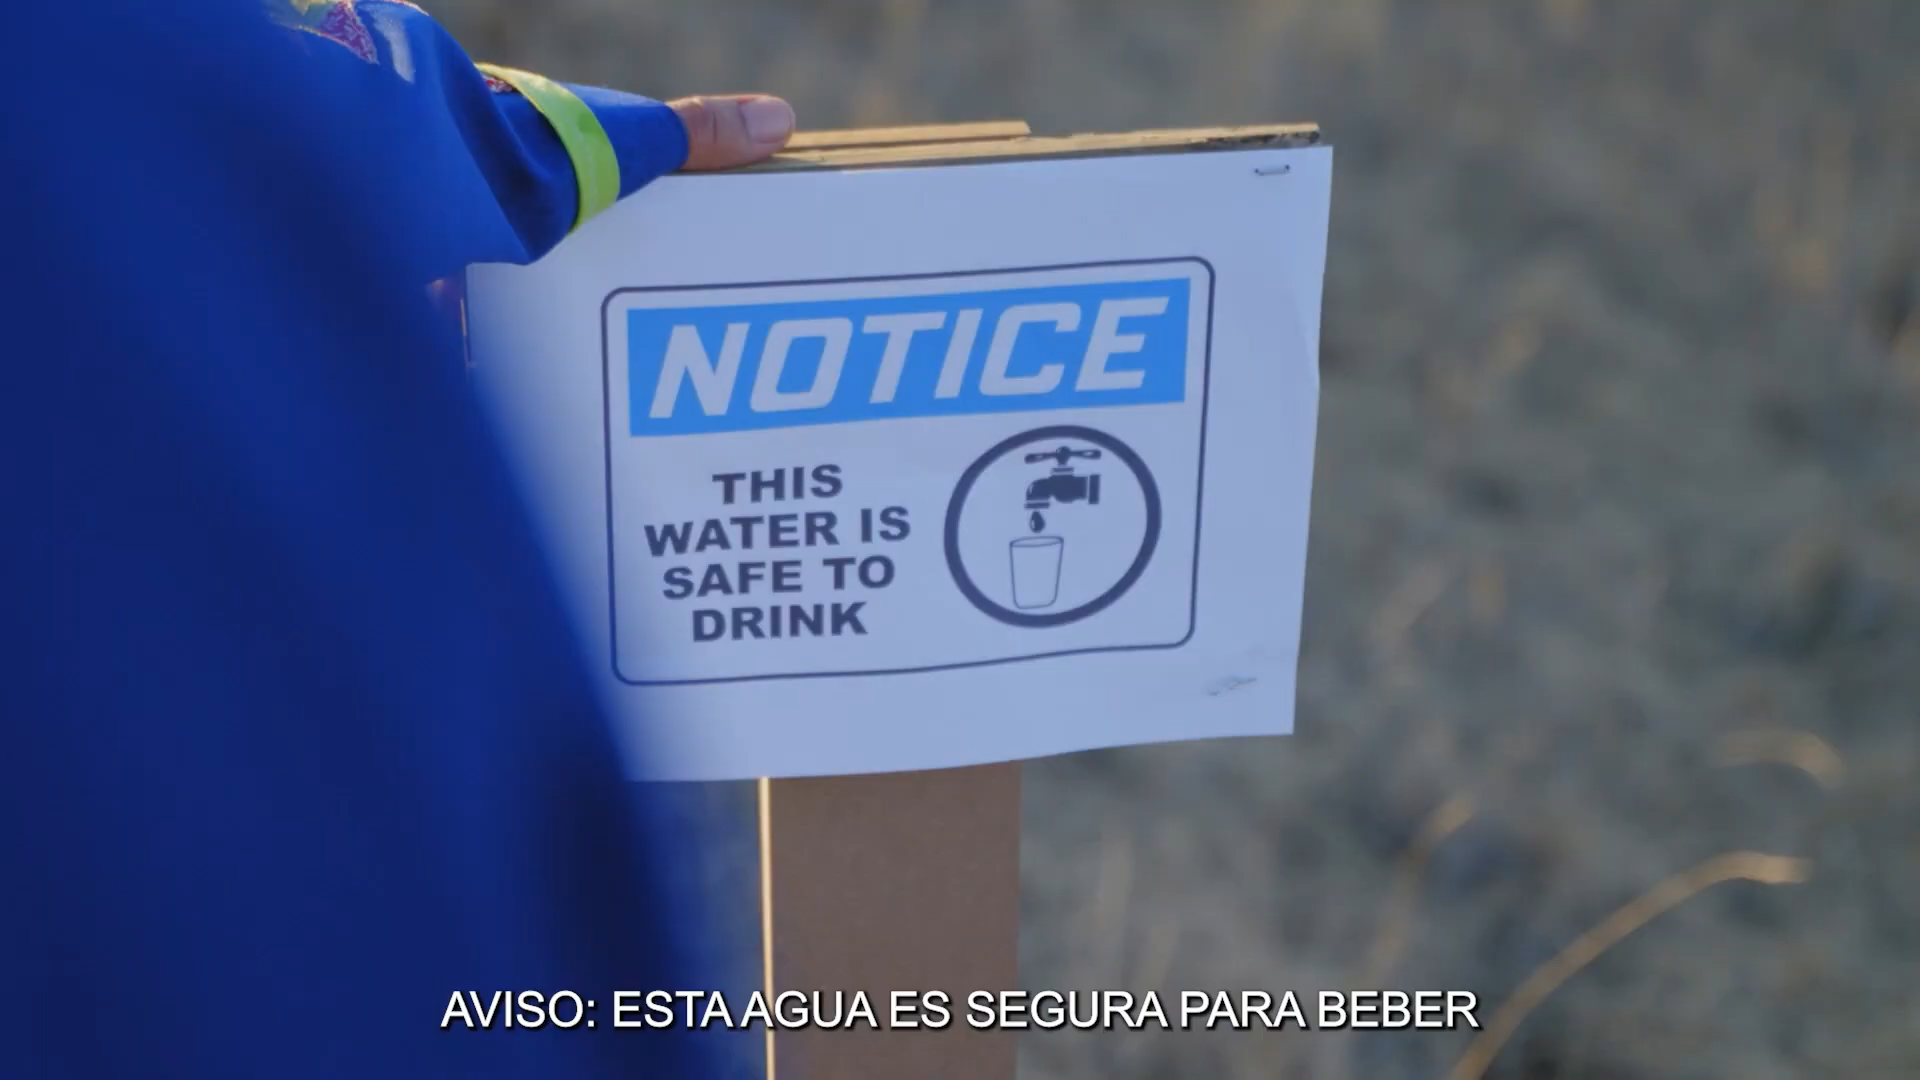 NOTICE
THIS
WATER IS
SAFE TO
DRINK
AVISO: ESTA AGUA ES SEGURA PARA BEBER